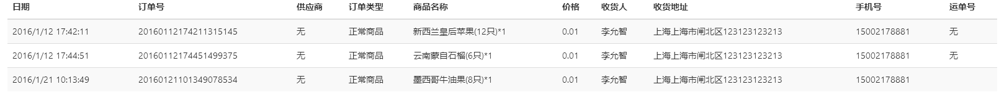 日期 订单号 供应商 订单类型 商品名称 价格 收货人 收货地址 手机号 运单号
2016/1/12 17:42:11 20160112174211315145 无 正常商品 新西兰皇后苹果(12只)*1 0.01 李允智 上海上海市闸北区123123123213 15002178881 无
2016/1/12 17:44:51 20160112174451499375 无 正常商品 云南蒙自石榴(6只)*1 0.01 李允智 上海上海市闸北区123123123213 15002178881 无
2016/1/21 10:13:49 20160121101349078534 无 正常商品 墨西哥牛油果(8只)*1 0.01 李允智 上海上海市闸北区123123123213 15002178881